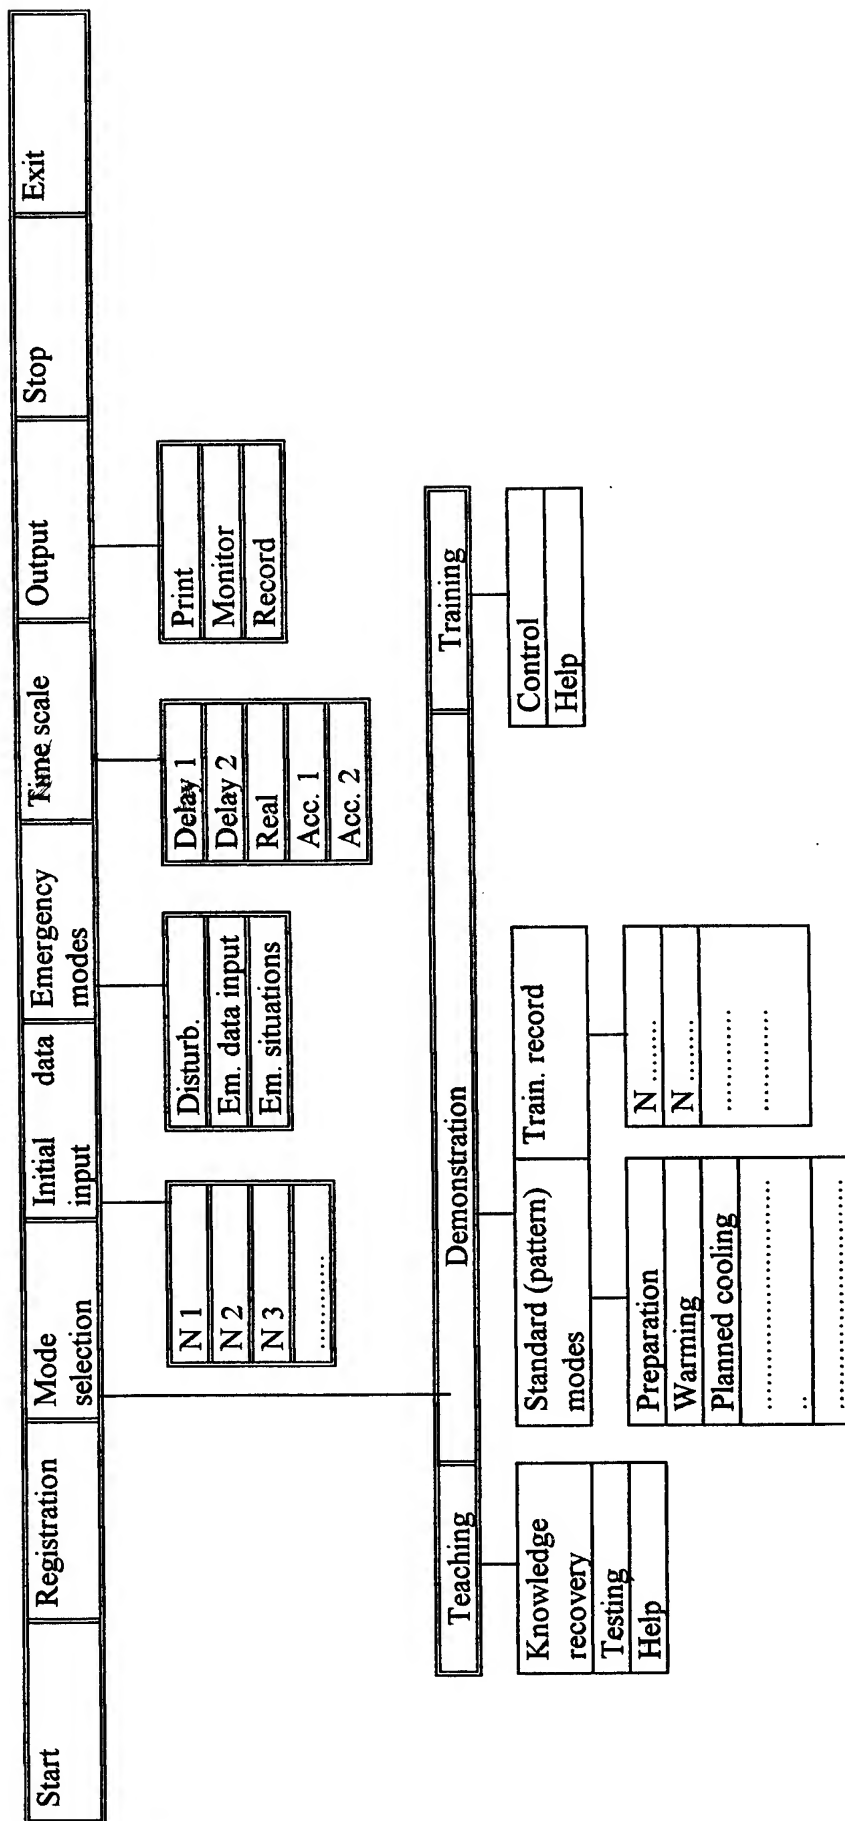 Start
Registration
Mode
selection
Initial data
input
Emergency
modes
Time scale
Output
Stop
Exit
N 1
N 2
N 3
............
Disturb.
Em. data input
Em. situations
Delay 1
Delay 2
Real
Acc. 1
Acc. 2
Print
Monitor
Record
Teaching
Demonstration
Training
Knowledge
recovery
Testing
Help
Standard (pattern)
modes
Train. record
Control
Help
Preparation
Warming
Planned cooling
..............................
..
..............................
N .........
N .........
.............
.............